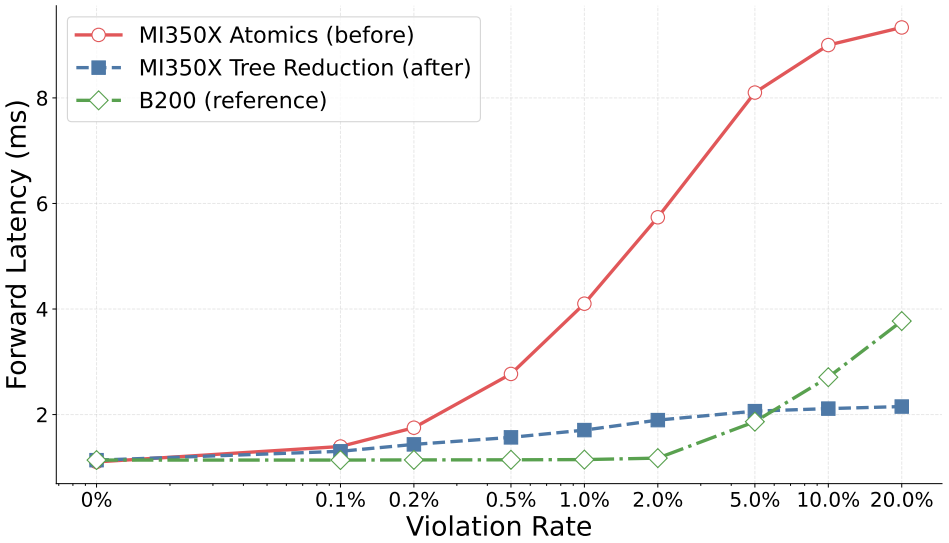 MI350X Atomics (before)
MI350X Tree Reduction (after)
B200 (reference)
Forward Latency (ms)
8
6
4
2
0% 0.1% 0.2% 0.5% 1.0% 2.0% 5.0% 10.0% 20.0%
Violation Rate